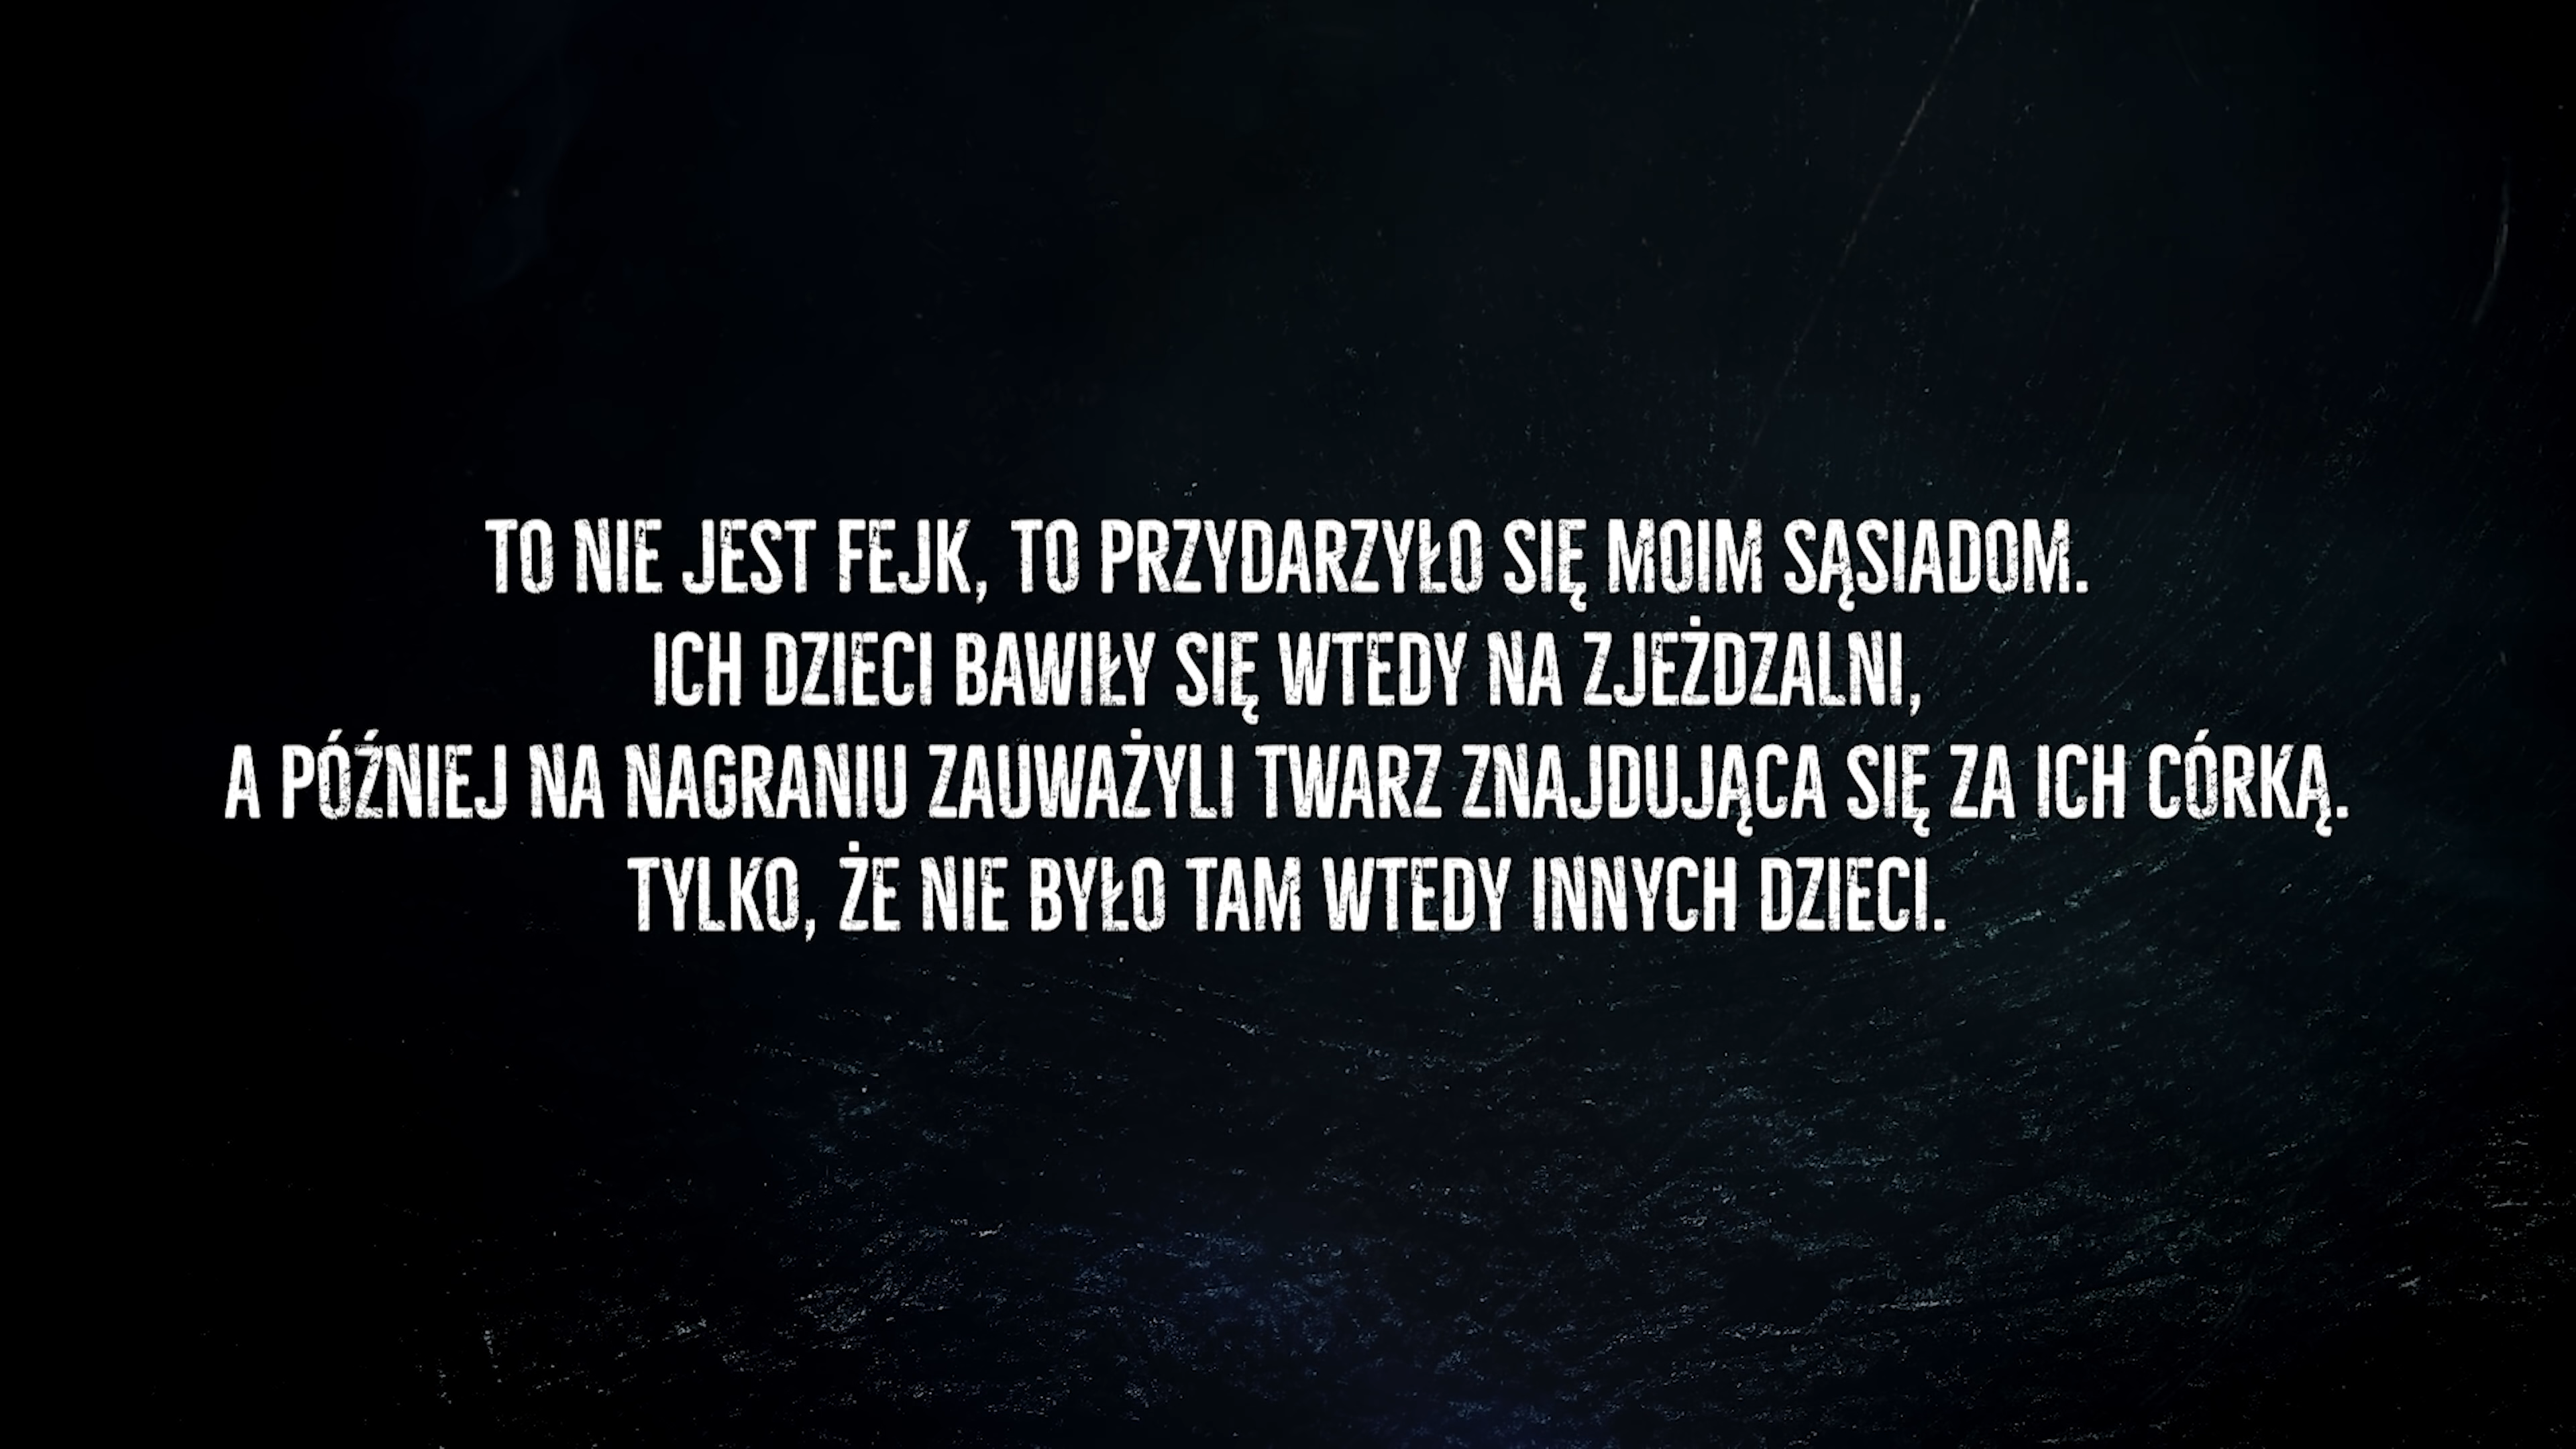 TO NIE JEST FEJK, TO PRZYDARZYŁO SIĘ MOIM SĄSIADOM.
ICH DZIECI BAWIŁY SIĘ WTEDY NA ZJEŻDZALNI,
A PÓŹNIEJ NA NAGRANIU ZAUWAŻYLI TWARZ ZNAJDUJĄCA SIĘ ZA ICH CÓRKĄ.
TYLKO, ŻE NIE BYŁO TAM WTEDY INNYCH DZIECI.